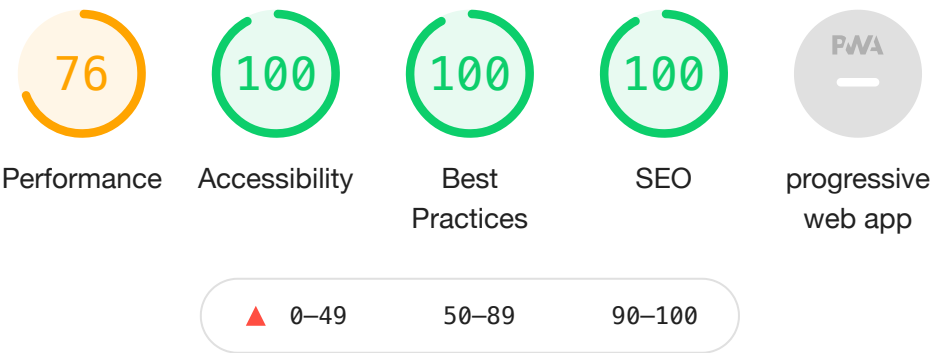 76 100 100 100 PWA
Performance Accessibility Best Practices SEO progressive web app
0–49 50–89 90–100